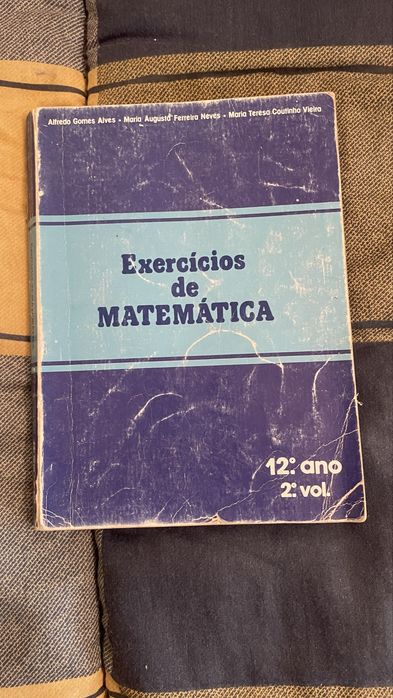 Alfredo Gomes Alves • Maria Augusta Ferreira Neves • Maria Teresa Coutinho Vieira
Exercícios
de
MATEMÁTICA
12.º ano
2.º vol.